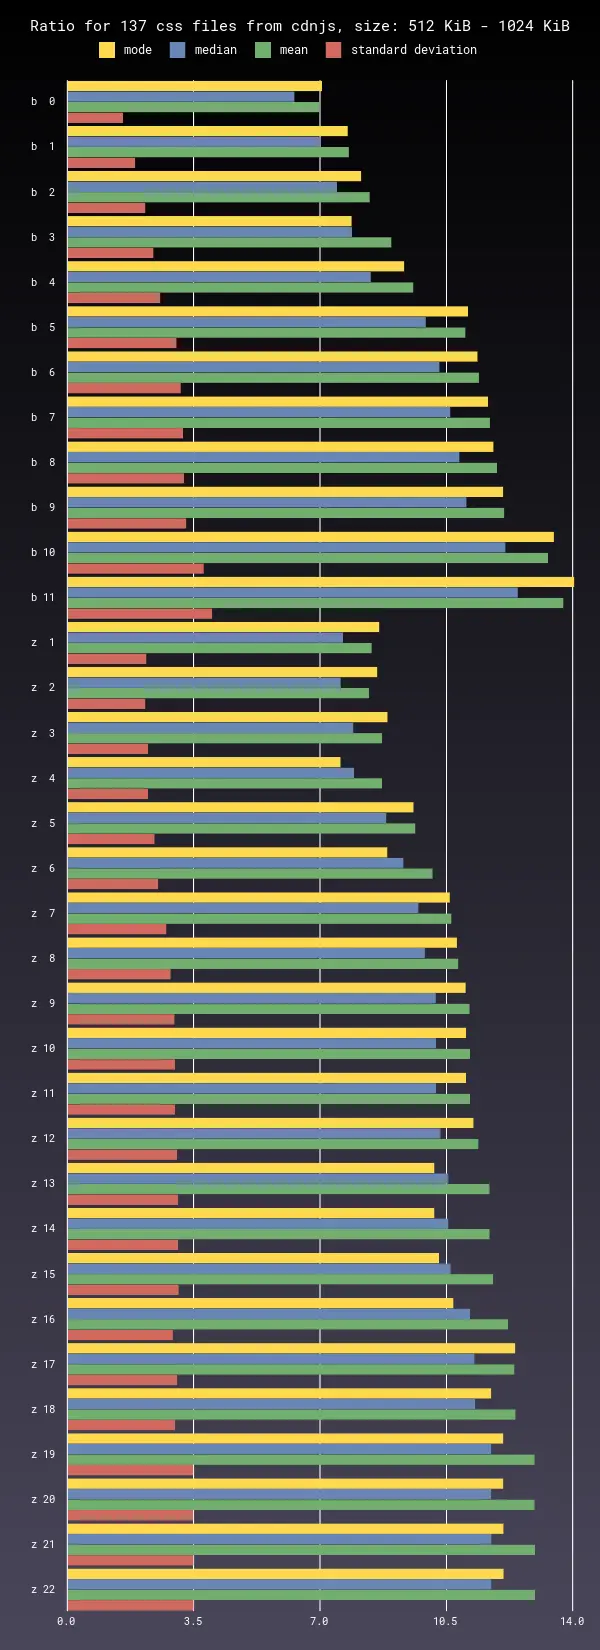 Ratio for 137 css files from cdnjs, size: 512 KiB - 1024 KiB
mode median mean standard deviation
b 0
b 1
b 2
b 3
b 4
b 5
b 6
b 7
b 8
b 9
b 10
b 11
z 1
z 2
z 3
z 4
z 5
z 6
z 7
z 8
z 9
z 10
z 11
z 12
z 13
z 14
z 15
z 16
z 17
z 18
z 19
z 20
z 21
z 22
0.0 3.5 7.0 10.5 14.0